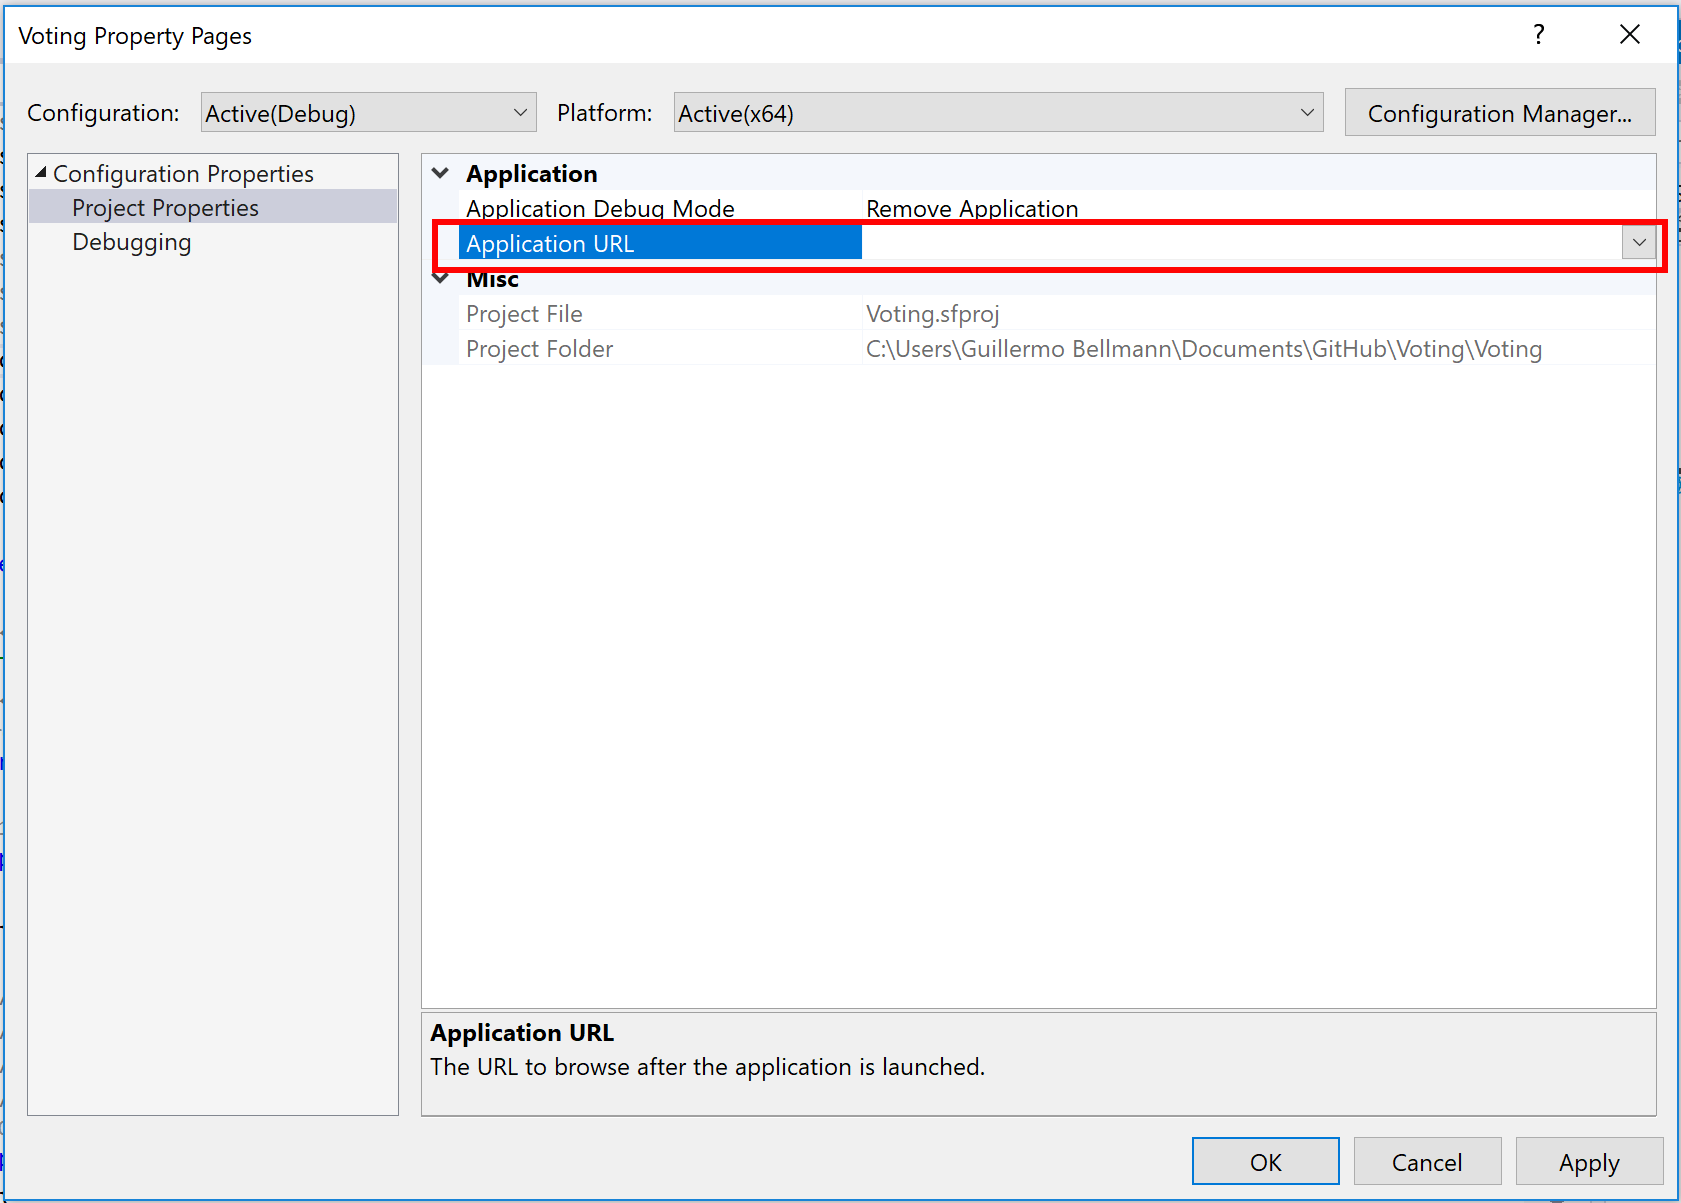 Voting Property Pages
?
Configuration: Active(Debug) Platform: Active(x64) Configuration Manager...
Configuration Properties
Project Properties
Debugging
Application
Application Debug Mode Remove Application
Application URL
Misc
Project File Voting.sfproj
Project Folder C:\Users\Guillermo Bellmann\Documents\GitHub\Voting\Voting
Application URL
The URL to browse after the application is launched.
OK Cancel Apply